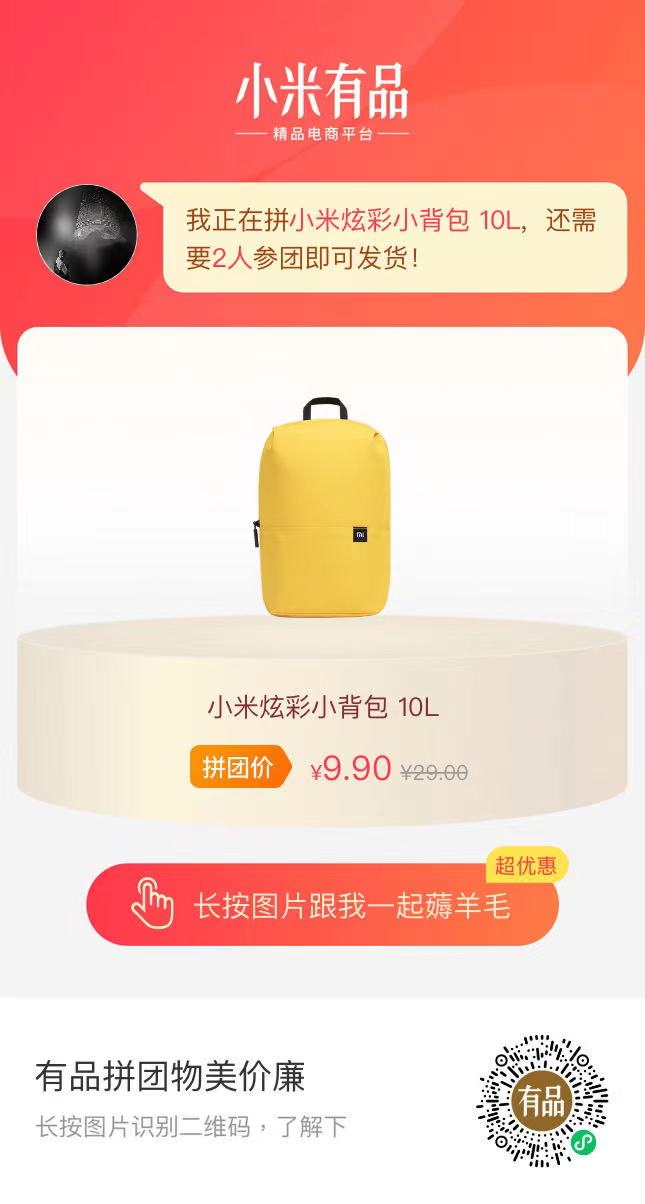 小米有品
精品电商平台
我正在拼小米炫彩小背包 10L，还需
要2人参团即可发货！
mi
小米炫彩小背包 10L
拼团价 ¥9.90 ¥29.00
超优惠
长按图片跟我一起薅羊毛
有品拼团物美价廉
长按图片识别二维码，了解下
有品